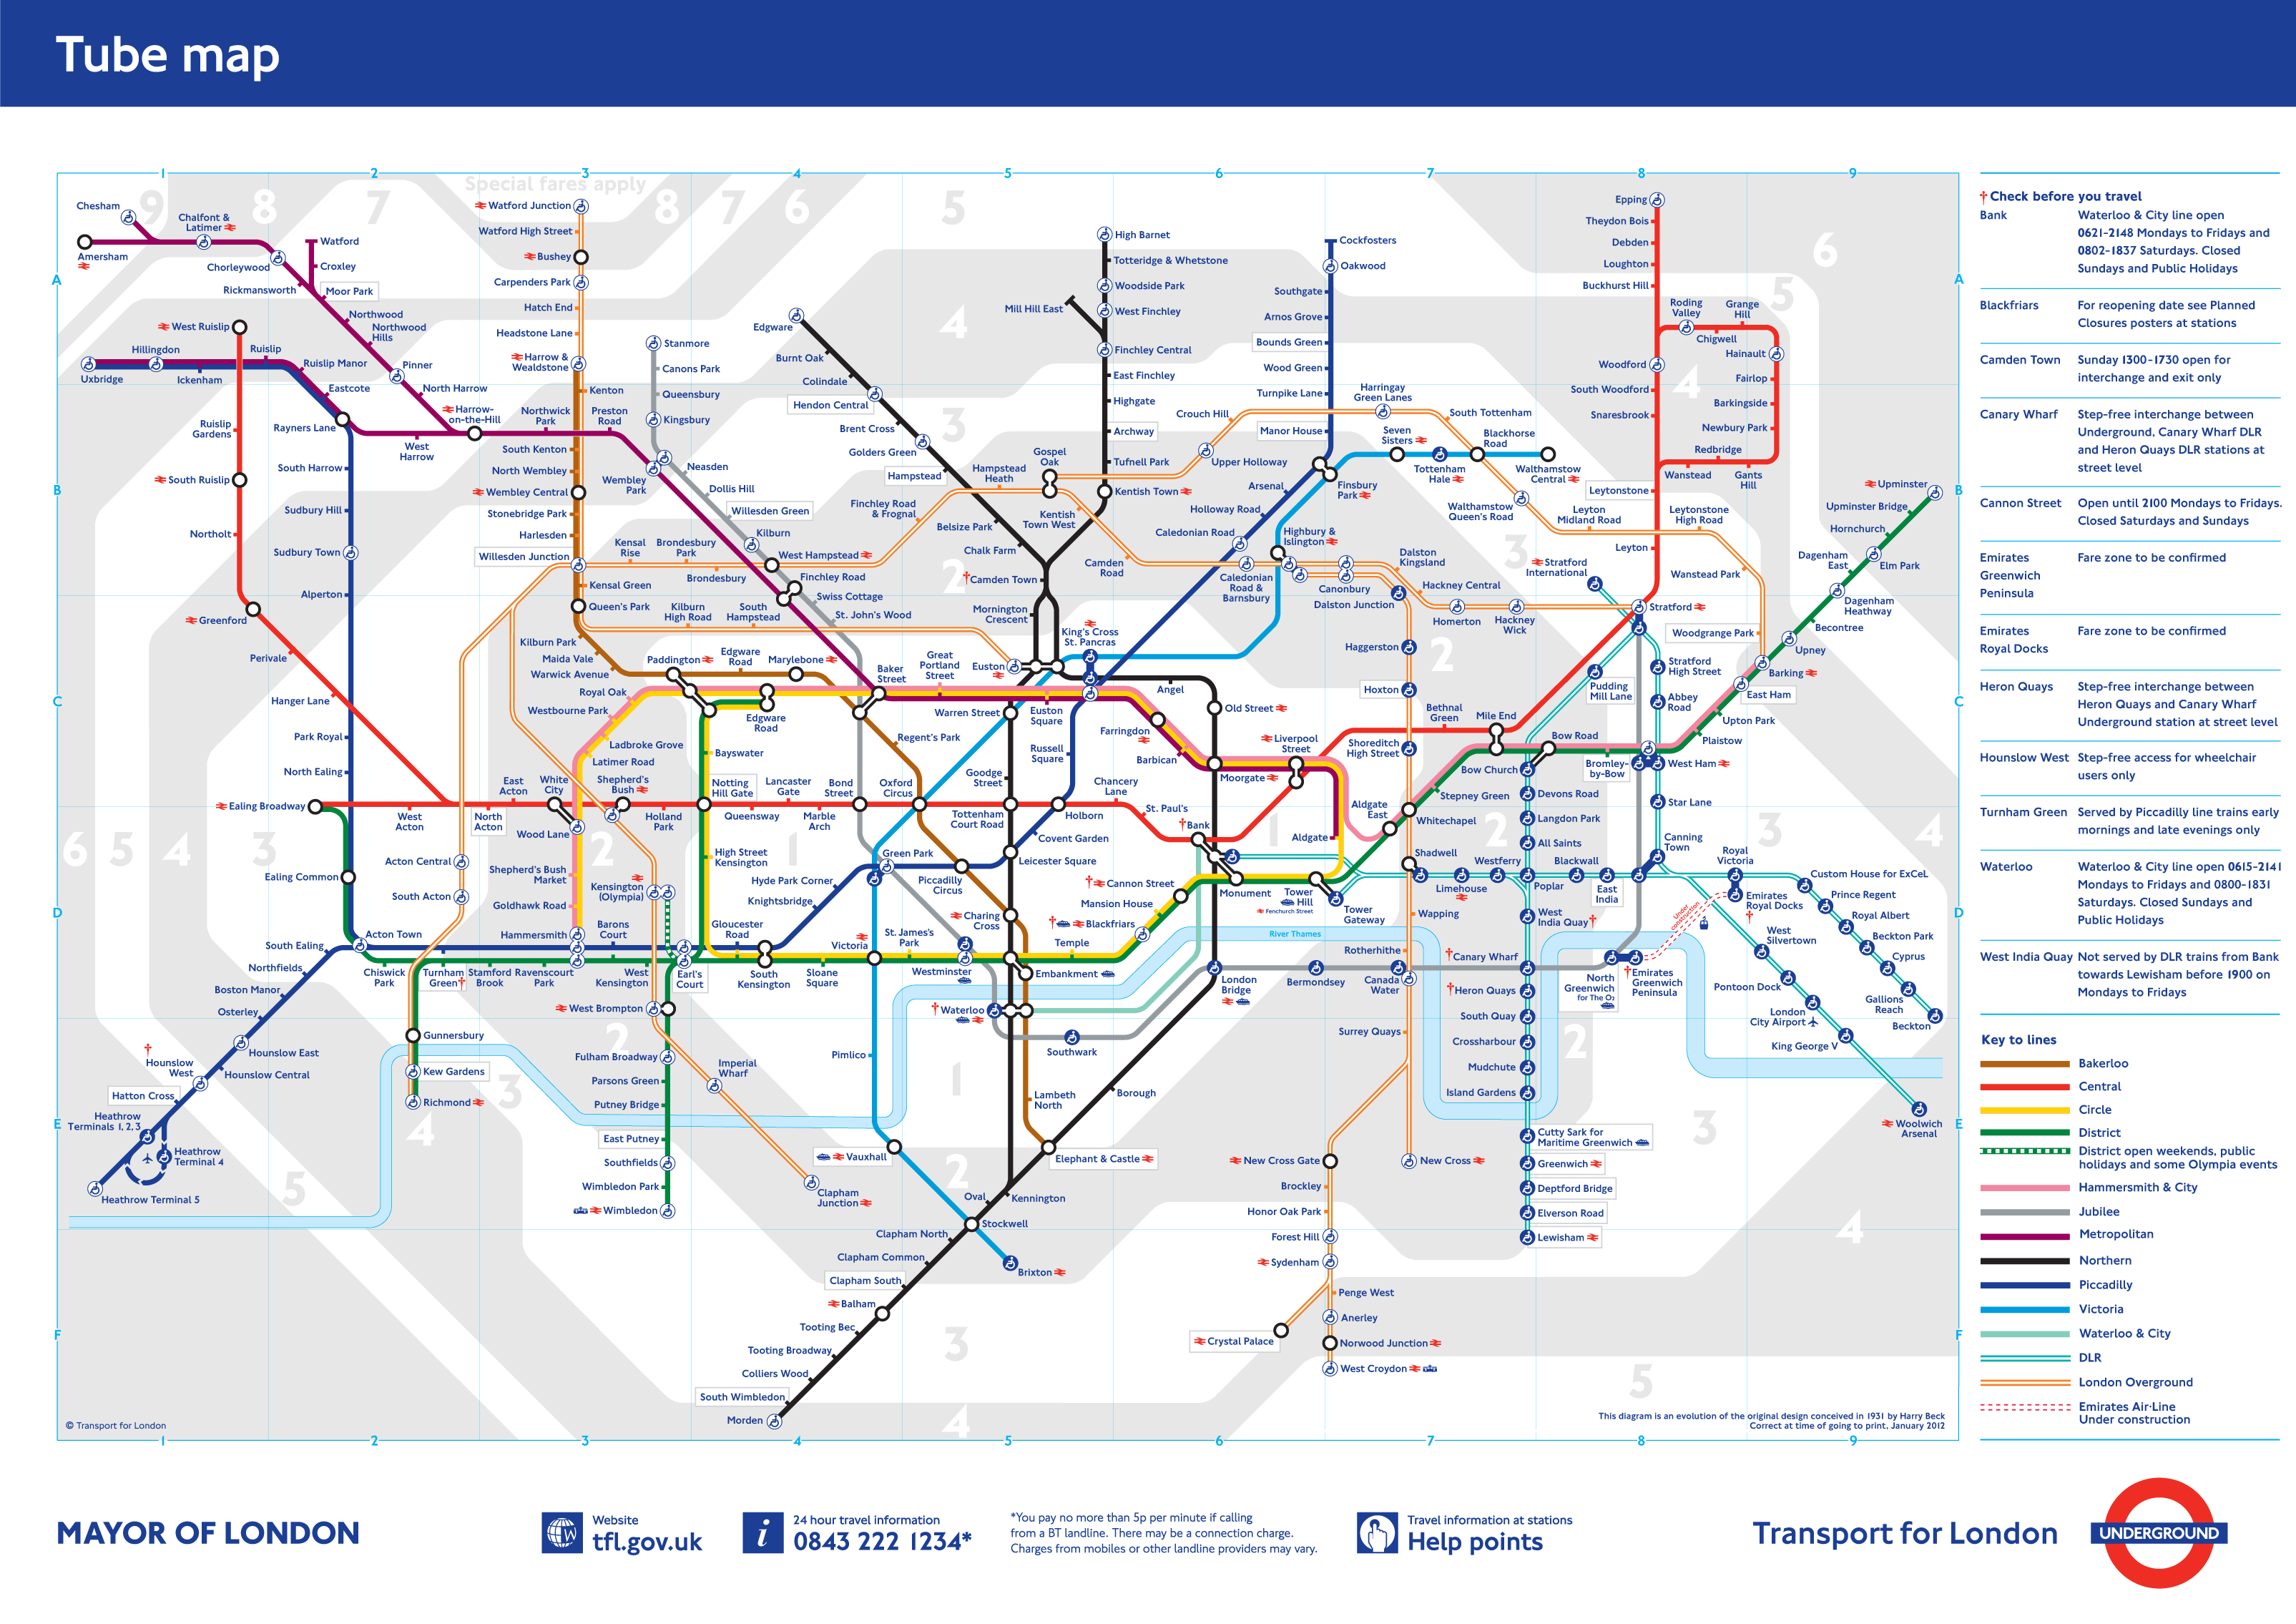 Tube map
Special fares apply
1
2
3
4
5
6
7
8
9
A
B
C
D
E
F
Chesham
Chalfont &
Latimer
Amersham
Chorleywood
Rickmansworth
Watford
Croxley
Moor Park
Northwood
Northwood
Hills
Pinner
North Harrow
Harrow-
on-the-Hill
West Ruislip
Hillingdon
Ruislip
Uxbridge
Ickenham
Ruislip Manor
Eastcote
Rayners Lane
West
Harrow
Northwick
Park
Preston
Road
Ruislip
Gardens
South Ruislip
Northolt
Greenford
Perivale
Hanger Lane
South Harrow
Sudbury Hill
Sudbury Town
Alperton
Park Royal
North Ealing
Ealing Broadway
Ealing Common
West
Acton
North
Acton
East
Acton
White
City
Shepherd's
Bush
Holland
Park
Notting
Hill Gate
Queensway
Lancaster
Gate
Marble
Arch
Bond
Street
Oxford
Circus
Tottenham
Court Road
Holborn
Chancery
Lane
St. Paul's
Bank
Watford Junction
Watford High Street
Bushey
Carpenders Park
Hatch End
Headstone Lane
Harrow &
Wealdstone
Kenton
South Kenton
North Wembley
Wembley Central
Stonebridge Park
Harlesden
Willesden Junction
Kensal Green
Queen's Park
Kilburn Park
Maida Vale
Warwick Avenue
Paddington
Edgware
Road
Marylebone
Baker
Street
Great
Portland
Street
Stanmore
Canons Park
Queensbury
Kingsbury
Wembley
Park
Neasden
Dollis Hill
Willesden Green
Kilburn
West Hampstead
Finchley Road
Swiss Cottage
St. John's Wood
Kensal
Rise
Brondesbury
Park
Brondesbury
Kilburn
High Road
South
Hampstead
Finchley Road
& Frognal
Hampstead
Heath
Gospel
Oak
Kentish
Town West
Camden
Road
Edgware
Burnt Oak
Colindale
Hendon Central
Brent Cross
Golders Green
Hampstead
Belsize Park
Chalk Farm
Camden Town
Mornington
Crescent
Euston
King's Cross
St. Pancras
High Barnet
Totteridge & Whetstone
Woodside Park
West Finchley
Mill Hill East
Finchley Central
East Finchley
Highgate
Archway
Tufnell Park
Kentish Town
Cockfosters
Oakwood
Southgate
Arnos Grove
Bounds Green
Wood Green
Turnpike Lane
Manor House
Crouch Hill
Upper Holloway
Harringay
Green Lanes
South Tottenham
Seven
Sisters
Blackhorse
Road
Tottenham
Hale
Walthamstow
Central
Walthamstow
Queen's Road
Finsbury
Park
Arsenal
Holloway Road
Caledonian Road
Highbury &
Islington
Caledonian
Road &
Barnsbury
Canonbury
Dalston
Kingsland
Dalston Junction
Hackney Central
Homerton
Hackney
Wick
Haggerston
Hoxton
Shoreditch
High Street
Leyton
Midland Road
Leytonstone
High Road
Wanstead Park
Woodgrange Park
Epping
Theydon Bois
Debden
Loughton
Buckhurst Hill
Roding
Valley
Grange
Hill
Chigwell
Hainault
Woodford
Fairlop
South Woodford
Barkingside
Snaresbrook
Newbury Park
Redbridge
Wanstead
Gants
Hill
Leytonstone
Leyton
Stratford
International
Stratford
Stratford
High Street
Abbey
Road
Pudding
Mill Lane
Upminster
Upminster Bridge
Hornchurch
Dagenham
East
Elm Park
Dagenham
Heathway
Becontree
Upney
Barking
East Ham
Upton Park
Plaistow
West Ham
Bromley-
by-Bow
Bow Road
Mile End
Bethnal
Green
Bow Church
Stepney Green
Devons Road
Langdon Park
All Saints
Star Lane
Canning
Town
Royal Oak
Westbourne Park
Ladbroke Grove
Latimer Road
Wood Lane
Shepherd's Bush
Market
Goldhawk Road
Hammersmith
Edgware
Road
Bayswater
High Street
Kensington
Kensington
(Olympia)
Regent's Park
Warren Street
Euston
Square
Goodge
Street
Russell
Square
Angel
Old Street
Farringdon
Barbican
Moorgate
Liverpool
Street
Aldgate
East
Aldgate
Whitechapel
Shadwell
Limehouse
Westferry
Poplar
Blackwall
East
India
Royal
Victoria
Custom House for ExCeL
Prince Regent
Royal Albert
Beckton Park
Cyprus
Gallions
Reach
Beckton
Emirates
Royal Docks
Under
construction
West
Silvertown
Pontoon Dock
London
City Airport
King George V
Woolwich
Arsenal
Acton Central
South Acton
Acton Town
South Ealing
Northfields
Boston Manor
Osterley
Hounslow East
Hounslow Central
Hounslow
West
Hatton Cross
Heathrow
Terminals 1, 2, 3
Heathrow
Terminal 4
Heathrow Terminal 5
Chiswick
Park
Turnham
Green
Stamford
Brook
Ravenscourt
Park
Barons
Court
West
Kensington
Earl's
Court
Gloucester
Road
South
Kensington
Knightsbridge
Hyde Park Corner
Green Park
Piccadilly
Circus
Leicester Square
Covent Garden
Charing
Cross
Victoria
Sloane
Square
St. James's
Park
Westminster
Embankment
Temple
Blackfriars
Mansion House
Cannon Street
Monument
Tower
Hill
Fenchurch Street
Tower
Gateway
River Thames
Waterloo
Southwark
London
Bridge
Bermondsey
Canada
Water
Wapping
Rotherhithe
Surrey Quays
West
India Quay
Canary Wharf
Heron Quays
South Quay
Crossharbour
Mudchute
Island Gardens
North
Greenwich
for The O2
Emirates
Greenwich
Peninsula
Cutty Sark for
Maritime Greenwich
Greenwich
Deptford Bridge
Elverson Road
Lewisham
Gunnersbury
Kew Gardens
Richmond
West Brompton
Fulham Broadway
Parsons Green
Putney Bridge
East Putney
Southfields
Wimbledon Park
Wimbledon
Imperial
Wharf
Clapham
Junction
Pimlico
Vauxhall
Lambeth
North
Elephant & Castle
Borough
Kennington
Oval
Stockwell
Brixton
Clapham North
Clapham Common
Clapham South
Balham
Tooting Bec
Tooting Broadway
Colliers Wood
South Wimbledon
Morden
New Cross Gate
New Cross
Brockley
Honor Oak Park
Forest Hill
Sydenham
Penge West
Anerley
Crystal Palace
Norwood Junction
West Croydon
© Transport for London
This diagram is an evolution of the original design conceived in 1931 by Harry Beck
Correct at time of going to print, January 2012
† Check before you travel
Bank Waterloo & City line open
0621-2148 Mondays to Fridays and
0802-1837 Saturdays. Closed
Sundays and Public Holidays
Blackfriars For reopening date see Planned
Closures posters at stations
Camden Town Sunday 1300-1730 open for
interchange and exit only
Canary Wharf Step-free interchange between
Underground, Canary Wharf DLR
and Heron Quays DLR stations at
street level
Cannon Street Open until 2100 Mondays to Fridays.
Closed Saturdays and Sundays
Emirates Fare zone to be confirmed
Greenwich
Peninsula
Emirates Fare zone to be confirmed
Royal Docks
Heron Quays Step-free interchange between
Heron Quays and Canary Wharf
Underground station at street level
Hounslow West Step-free access for wheelchair
users only
Turnham Green Served by Piccadilly line trains early
mornings and late evenings only
Waterloo Waterloo & City line open 0615-2141
Mondays to Fridays and 0800-1831
Saturdays. Closed Sundays and
Public Holidays
West India Quay Not served by DLR trains from Bank
towards Lewisham before 1900 on
Mondays to Fridays
Key to lines
Bakerloo
Central
Circle
District
District open weekends, public
holidays and some Olympia events
Hammersmith & City
Jubilee
Metropolitan
Northern
Piccadilly
Victoria
Waterloo & City
DLR
London Overground
Emirates Air-Line
Under construction
MAYOR OF LONDON
Website
tfl.gov.uk
24 hour travel information
0843 222 1234*
*You pay no more than 5p per minute if calling
from a BT landline. There may be a connection charge.
Charges from mobiles or other landline providers may vary.
Travel information at stations
Help points
Transport for London
UNDERGROUND